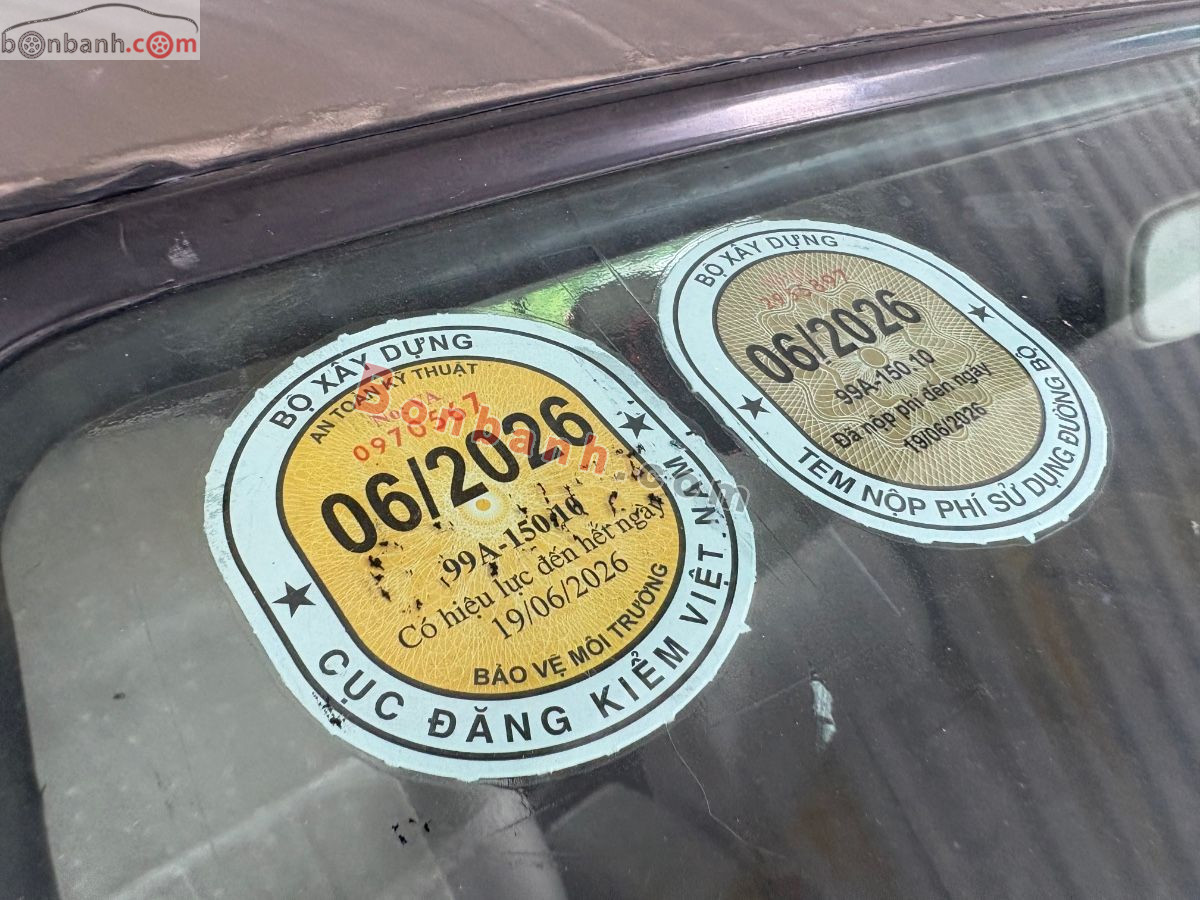 bonbanh.com
BỘ XÂY DỰNG
AN TOÀN KỸ THUẬT
06/2026
99A-150.10
Có hiệu lực đến hết ngày
19/06/2026
BẢO VỆ MÔI TRƯỜNG
CỤC ĐĂNG KIỂM VIỆT NAM
BỘ XÂY DỰNG
06/2026
99A-150.10
Đã nộp phí đến ngày
19/06/2026
TEM NỘP PHÍ SỬ DỤNG ĐƯỜNG BỘ
Bonbanh.com